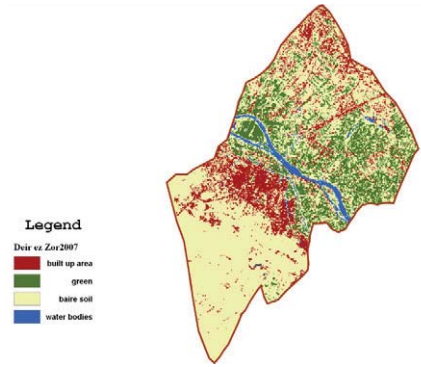 Legend
Deir ez Zor2007
built up area
green
baire soil
water bodies